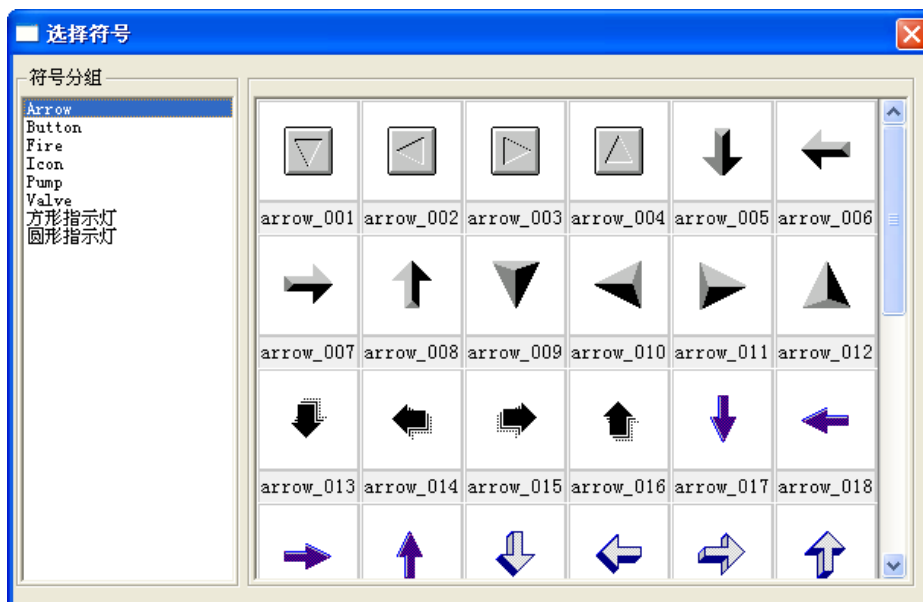 选择符号
符号分组
Arrow
Button
Fire
Icon
Pump
Valve
方形指示灯
圆形指示灯
arrow_001 arrow_002 arrow_003 arrow_004 arrow_005 arrow_006
arrow_007 arrow_008 arrow_009 arrow_010 arrow_011 arrow_012
arrow_013 arrow_014 arrow_015 arrow_016 arrow_017 arrow_018